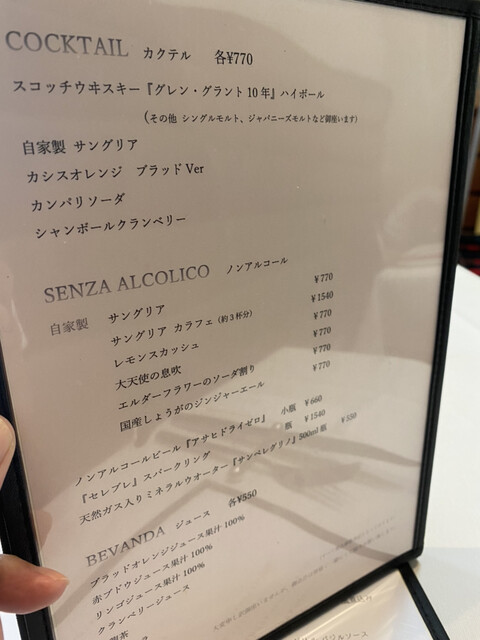 COCKTAIL カクテル 各¥770
スコッチウヰスキー『グレン・グラント10年』ハイボール
(その他 シングルモルト、ジャパニーズモルトなど御座います)
自家製 サングリア
カシスオレンジ ブラッドVer
カンパリソーダ
シャンボールクランベリー
SENZA ALCOLICO ノンアルコール
自家製 サングリア ¥770
サングリア カラフェ(約3杯分) ¥1540
レモンスカッシュ ¥770
大天使の息吹 ¥770
エルダーフラワーのソーダ割り ¥770
国産しょうがのジンジャーエール
ノンアルコールビール『アサヒドライゼロ』 小瓶 ¥660
『セレブレ』スパークリング 瓶 ¥1540
天然ガス入りミネラルウオーター『サンペレグリノ』500ml瓶 ¥550
BEVANDA ジュース 各¥550
ブラッドオレンジジュース果汁100%
赤ブドウジュース果汁100%
リンゴジュース果汁100%
クランベリージュース